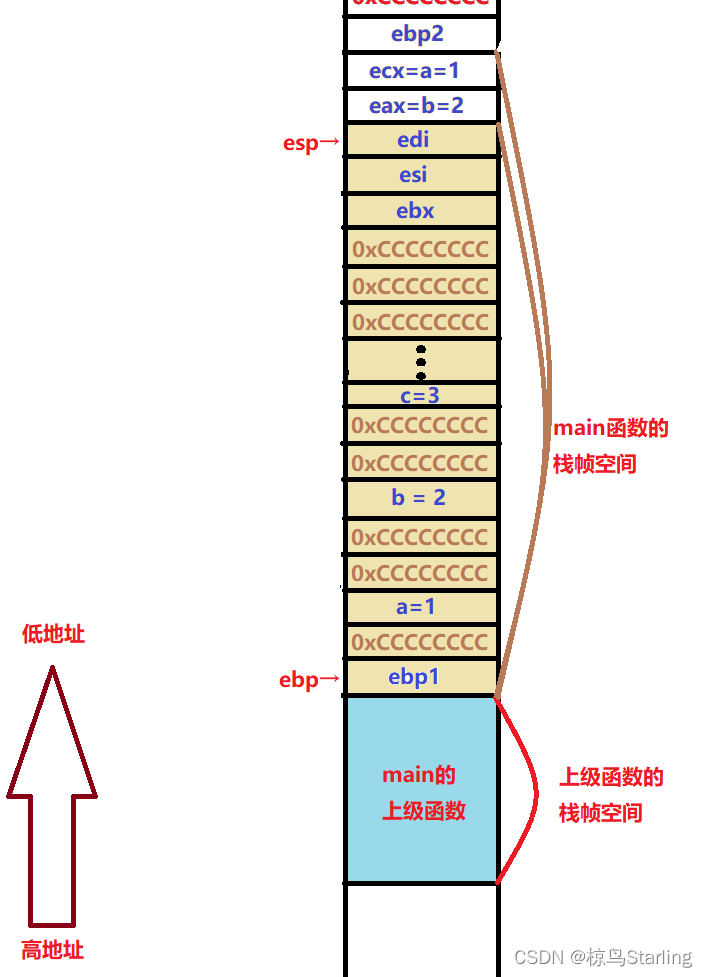 0xCCCCCCCC
ebp2
ecx=a=1
eax=b=2
esp→
edi
esi
ebx
0xCCCCCCCC
0xCCCCCCCC
0xCCCCCCCC
c=3
0xCCCCCCCC
0xCCCCCCCC
main函数的
栈帧空间
b = 2
0xCCCCCCCC
0xCCCCCCCC
a=1
0xCCCCCCCC
低地址
ebp→
ebp1
main的
上级函数
上级函数的
栈帧空间
高地址
CSDN @椋鸟Starling